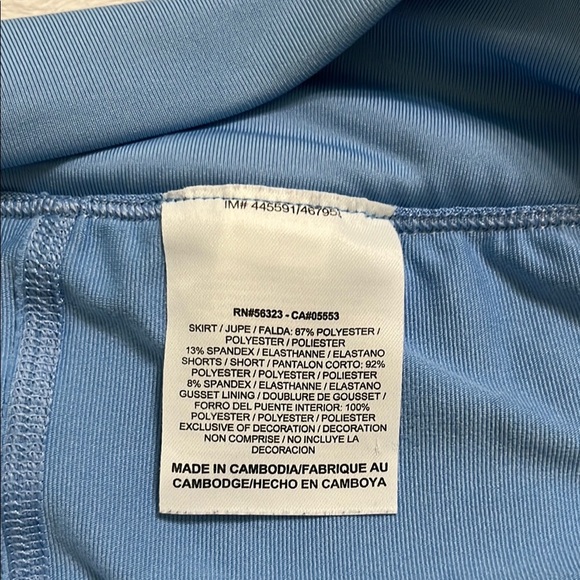 IM# 445591/467951
RN#56323 - CA#05553
SKIRT / JUPE / FALDA: 87% POLYESTER /
POLYESTER / POLIESTER
13% SPANDEX / ELASTHANNE / ELASTANO
SHORTS / SHORT / PANTALON CORTO: 92%
POLYESTER / POLYESTER / POLIESTER
8% SPANDEX / ELASTHANNE / ELASTANO
GUSSET LINING / DOUBLURE DE GOUSSET /
FORRO DEL PUENTE INTERIOR: 100%
POLYESTER / POLYESTER / POLIESTER
EXCLUSIVE OF DECORATION / DECORATION
NON COMPRISE / NO INCLUYE LA
DECORACION
MADE IN CAMBODIA/FABRIQUE AU
CAMBODGE/HECHO EN CAMBOYA